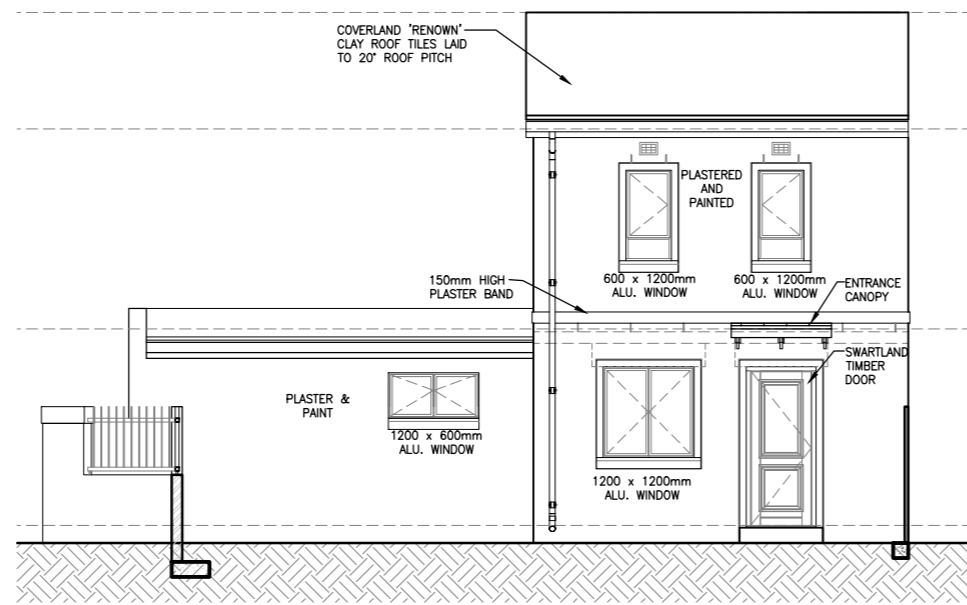 COVERLAND 'RENOWN'
CLAY ROOF TILES LAID
TO 20° ROOF PITCH
PLASTERED
AND
PAINTED
600 x 1200mm
ALU. WINDOW
600 x 1200mm
ALU. WINDOW
150mm HIGH
PLASTER BAND
ENTRANCE
CANOPY
SWARTLAND
TIMBER
DOOR
PLASTER &
PAINT
1200 x 600mm
ALU. WINDOW
1200 x 1200mm
ALU. WINDOW